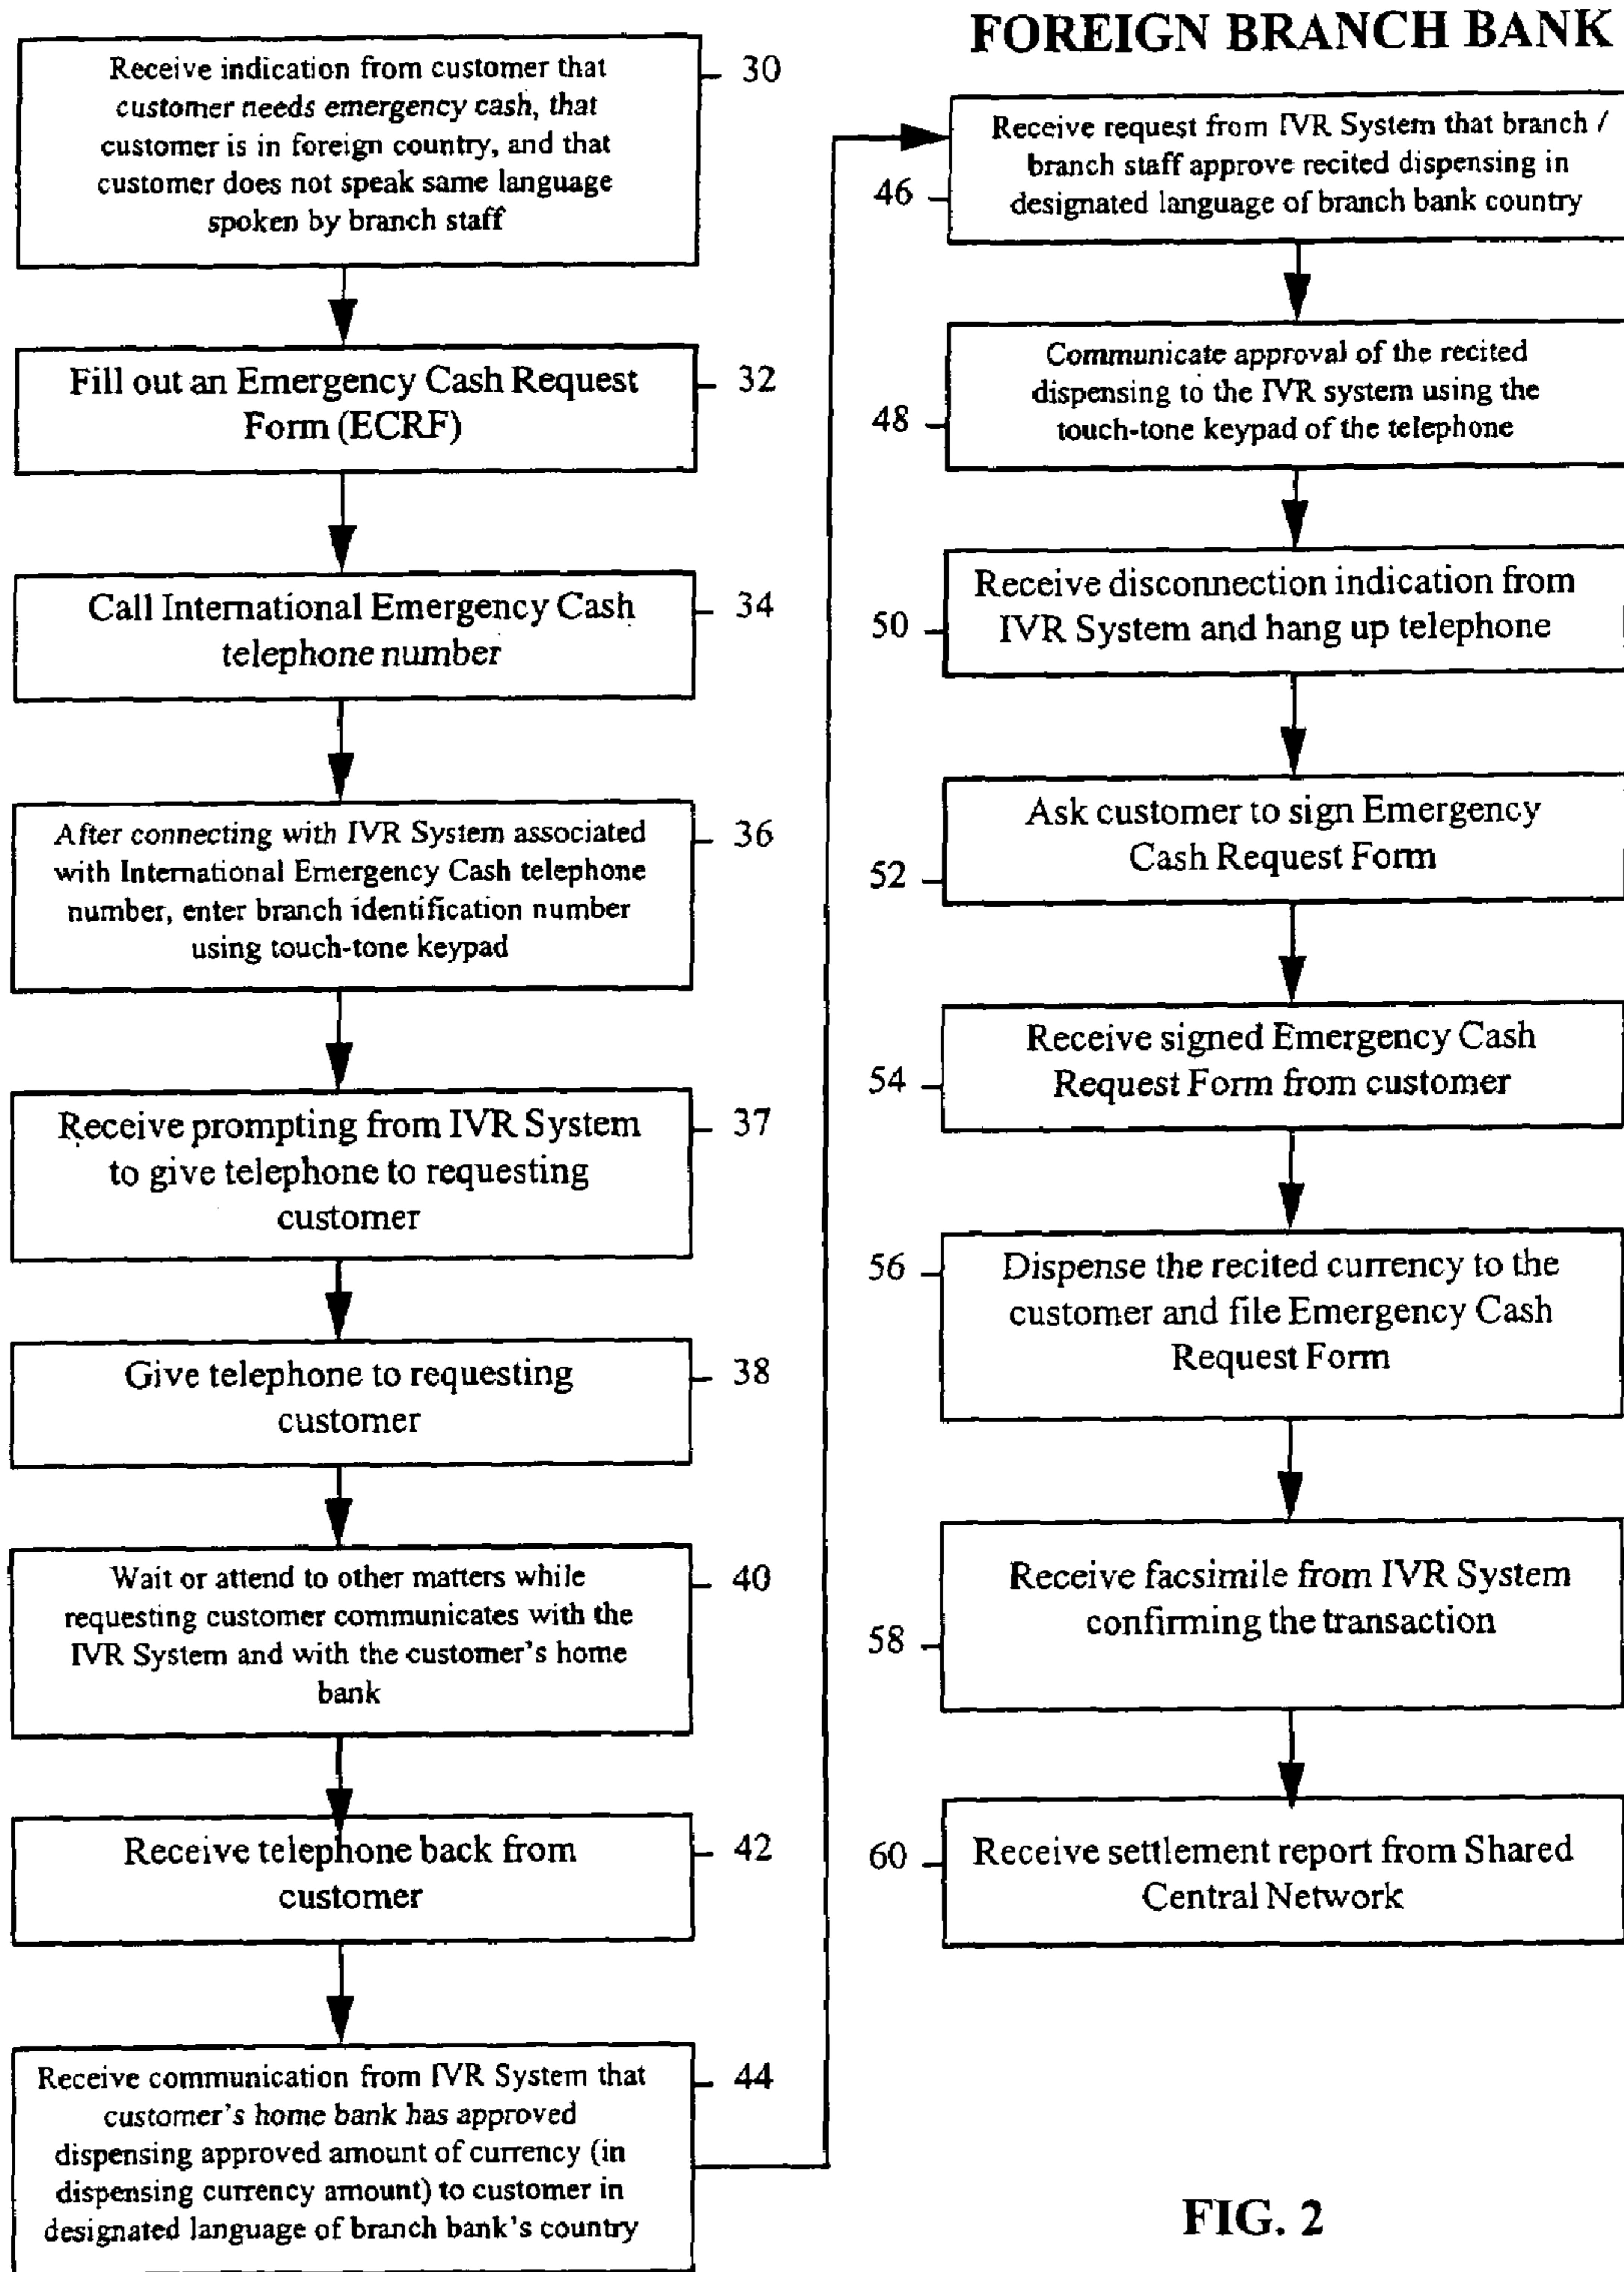 FOREIGN BRANCH BANK
Receive indication from customer that
customer needs emergency cash, that
customer is in foreign country, and that
customer does not speak same language
spoken by branch staff
30
Fill out an Emergency Cash Request
Form (ECRF)
32
Call International Emergency Cash
telephone number
34
After connecting with IVR System associated
with International Emergency Cash telephone
number, enter branch identification number
using touch-tone keypad
36
Receive prompting from IVR System
to give telephone to requesting
customer
37
Give telephone to requesting
customer
38
Wait or attend to other matters while
requesting customer communicates with the
IVR System and with the customer's home
bank
40
Receive telephone back from
customer
42
Receive communication from IVR System that
customer's home bank has approved
dispensing approved amount of currency (in
dispensing currency amount) to customer in
designated language of branch bank's country
44
Receive request from IVR System that branch /
branch staff approve recited dispensing in
designated language of branch bank country
46
Communicate approval of the recited
dispensing to the IVR system using the
touch-tone keypad of the telephone
48
Receive disconnection indication from
IVR System and hang up telephone
50
Ask customer to sign Emergency
Cash Request Form
52
Receive signed Emergency Cash
Request Form from customer
54
Dispense the recited currency to the
customer and file Emergency Cash
Request Form
56
Receive facsimile from IVR System
confirming the transaction
58
Receive settlement report from Shared
Central Network
60
FIG. 2